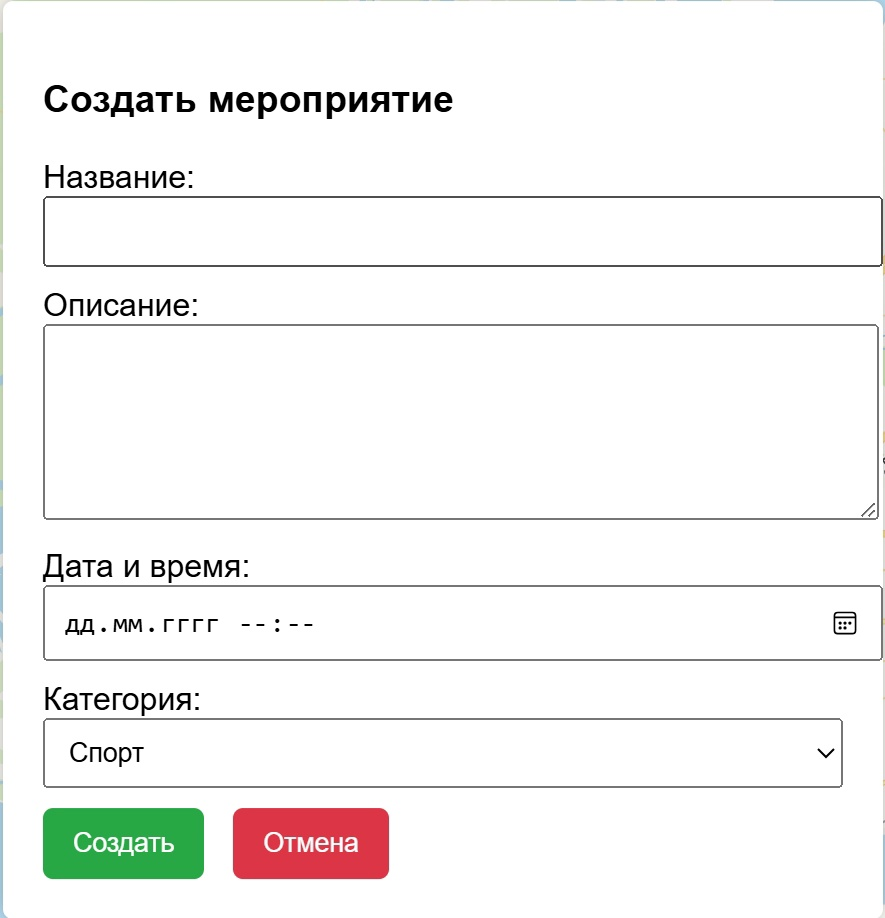 Создать мероприятие
Название:
Описание:
Дата и время:
дд.мм.гггг --:--
Категория:
Спорт
Создать Отмена